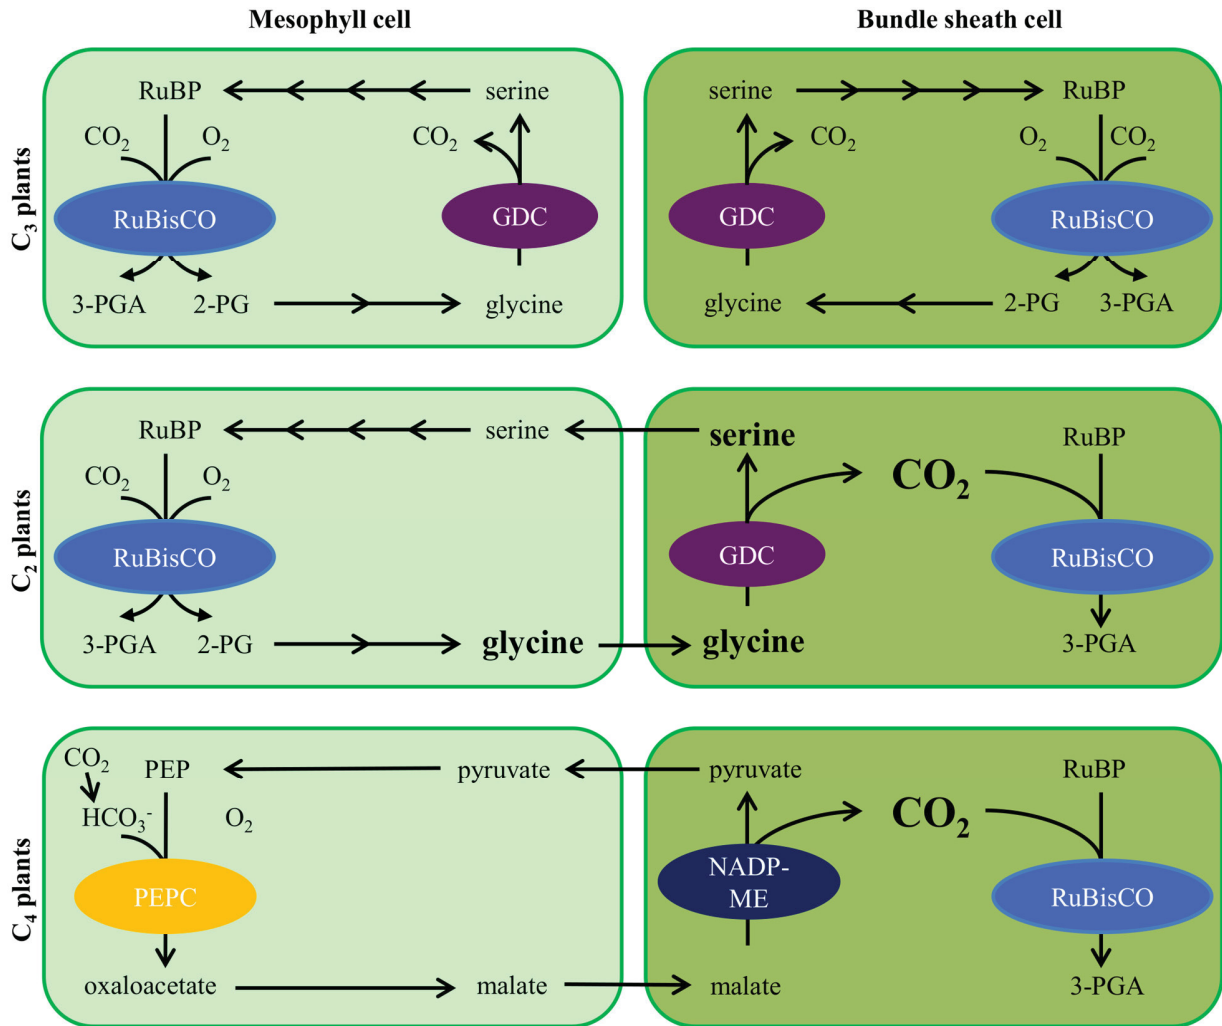 Mesophyll cell
Bundle sheath cell
C₃ plants
RuBP
serine
CO₂
O₂
CO₂
RuBisCO
GDC
3-PGA
2-PG
glycine
serine
RuBP
CO₂
O₂
CO₂
GDC
RuBisCO
glycine
2-PG
3-PGA
C₂ plants
RuBP
serine
CO₂
O₂
RuBisCO
3-PGA
2-PG
glycine
serine
RuBP
CO₂
GDC
RuBisCO
glycine
3-PGA
C₄ plants
CO₂
PEP
pyruvate
HCO₃⁻
O₂
PEPC
oxaloacetate
malate
pyruvate
RuBP
CO₂
NADP-
ME
RuBisCO
malate
3-PGA